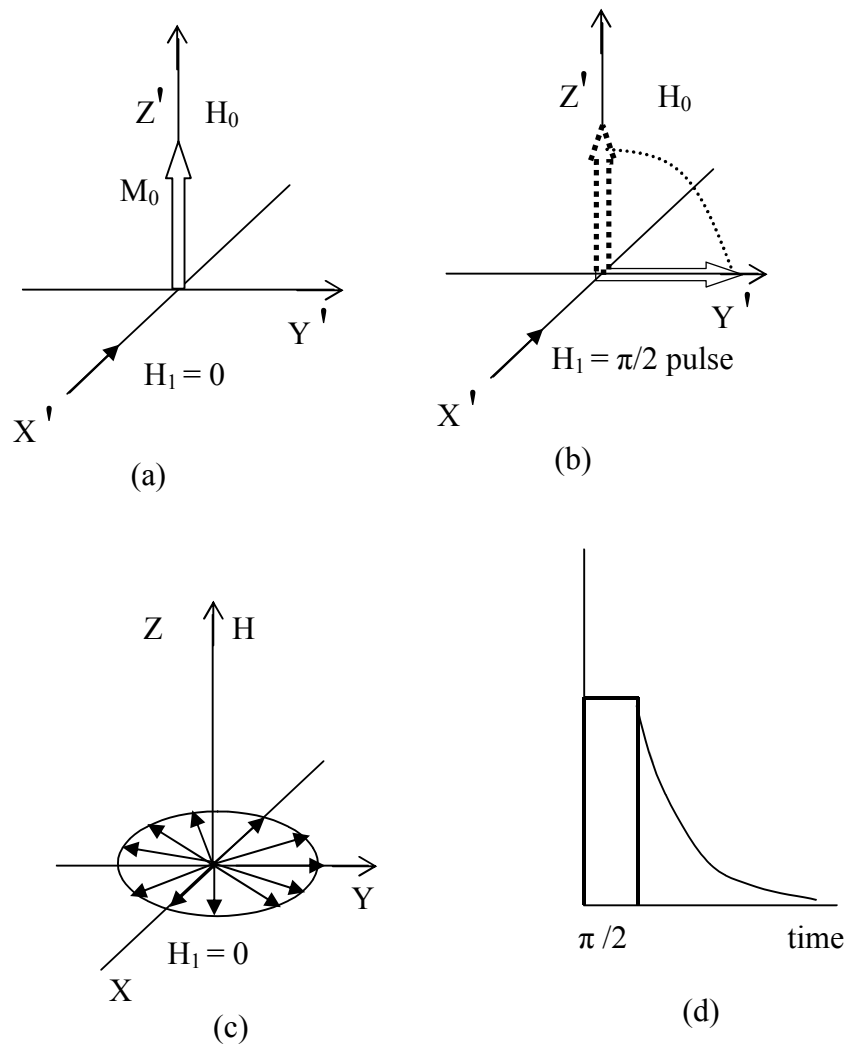 Z' H₀
M₀
Y'
H₁ = 0
X'
(a)
Z' H₀
Y'
H₁ = π/2 pulse
X'
(b)
Z H
Y
H₁ = 0
X
(c)
π /2 time
(d)